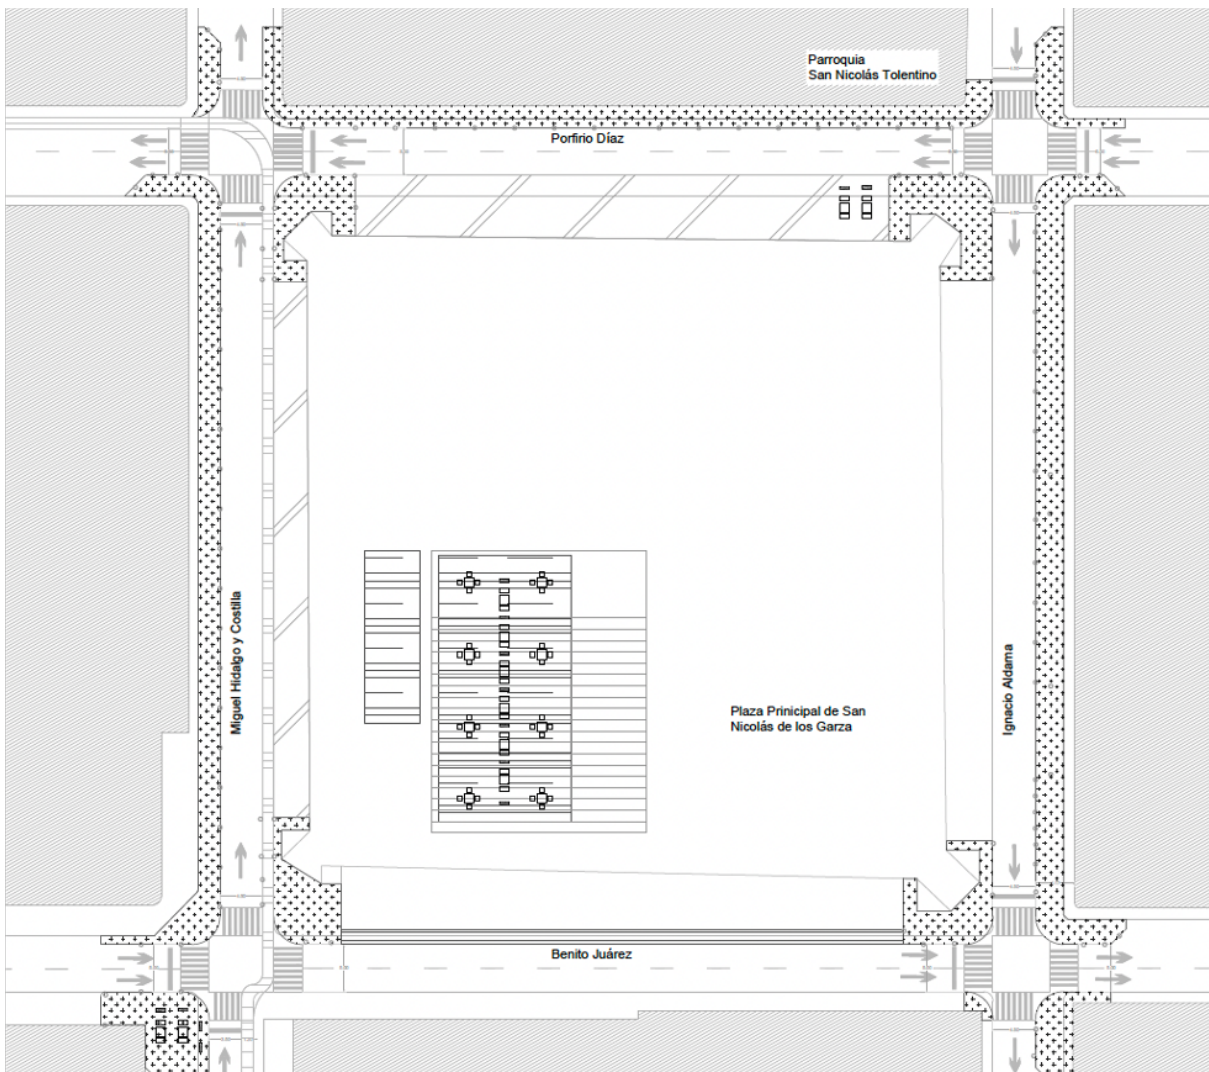 Parroquia
San Nicolás Tolentino
Porfirio Díaz
Miguel Hidalgo y Costilla
Ignacio Aldama
Plaza Prinicipal de San
Nicolás de los Garza
Benito Juárez